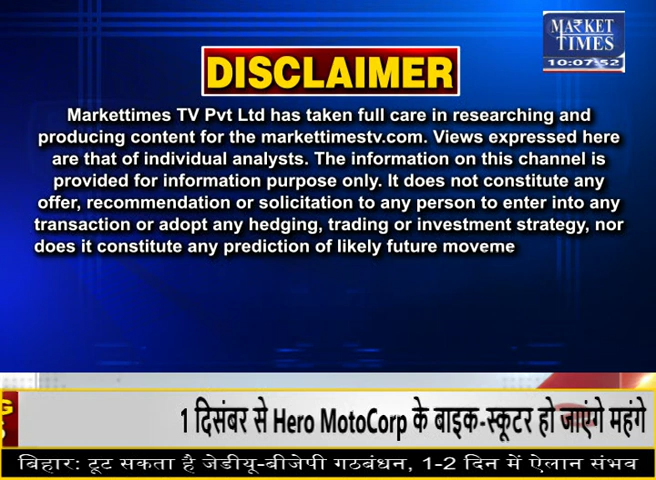 MARKET
TIMES
10:07:52
DISCLAIMER
Markettimes TV Pvt Ltd has taken full care in researching and
producing content for the markettimestv.com. Views expressed here
are that of individual analysts. The information on this channel is
provided for information purpose only. It does not constitute any
offer, recommendation or solicitation to any person to enter into any
transaction or adopt any hedging, trading or investment strategy, nor
does it constitute any prediction of likely future moveme
1 दिसंबर से Hero MotoCorp के बाइक-स्कूटर हो जाएंगे महंगे
बिहार: टूट सकता है जेडीयू-बीजेपी गठबंधन, 1-2 दिन में ऐलान संभव